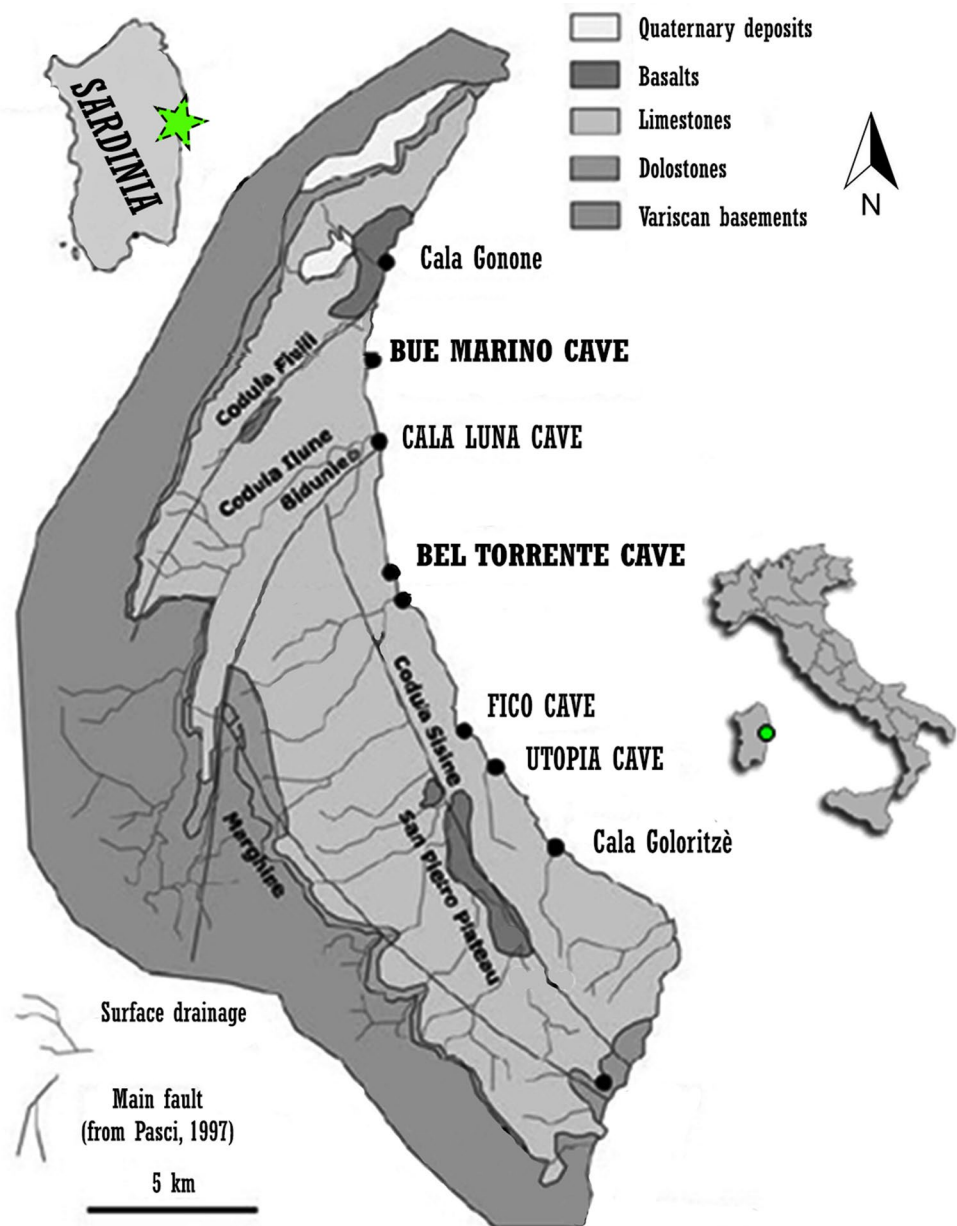 SARDINIA
Quaternary deposits
Basalts
Limestones
Dolostones
Variscan basements
N
Cala Gonone
BUE MARINO CAVE
Codula Fiuili
CALA LUNA CAVE
Codula Ilune
Bidunie
BEL TORRENTE CAVE
Codula Sisine
FICO CAVE
UTOPIA CAVE
San Pietro Plateau
Marghine
Cala Goloritzè
Surface drainage
Main fault
(from Pasci, 1997)
5 km